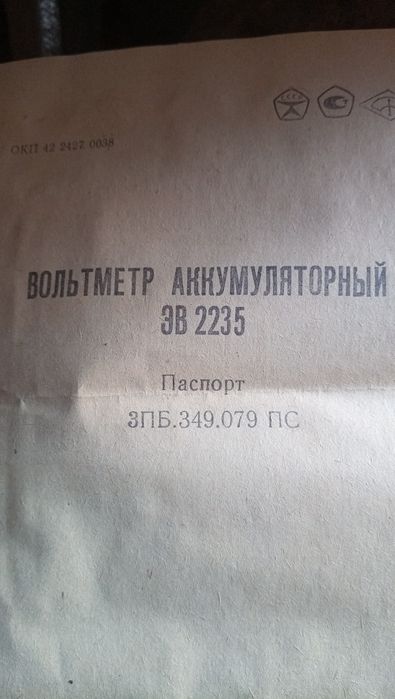 ОКП 42 2427 0038
ВОЛЬТМЕТР АККУМУЛЯТОРНЫЙ
ЭВ 2235
Паспорт
3ПБ.349.079 ПС